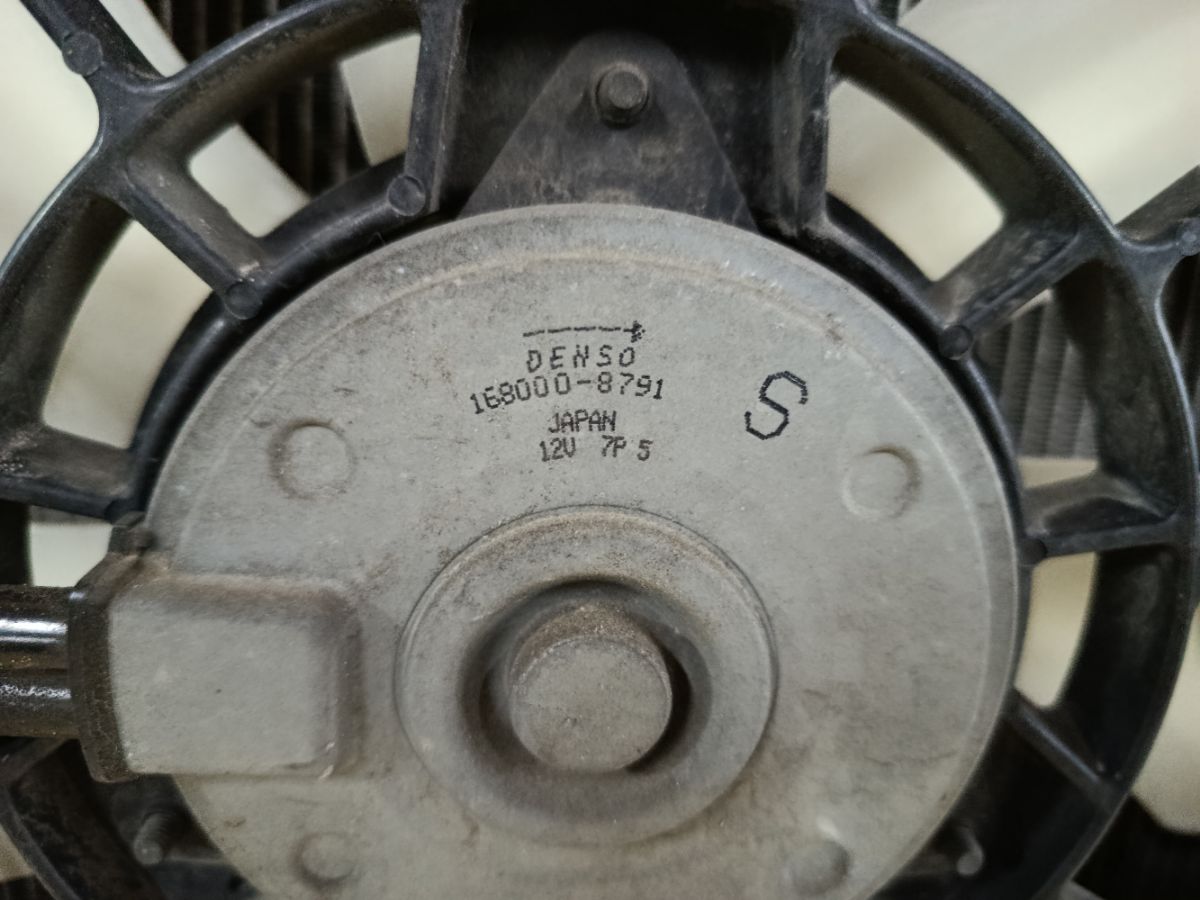 DENSO
168000-8791
S
JAPAN
12V 7P 5